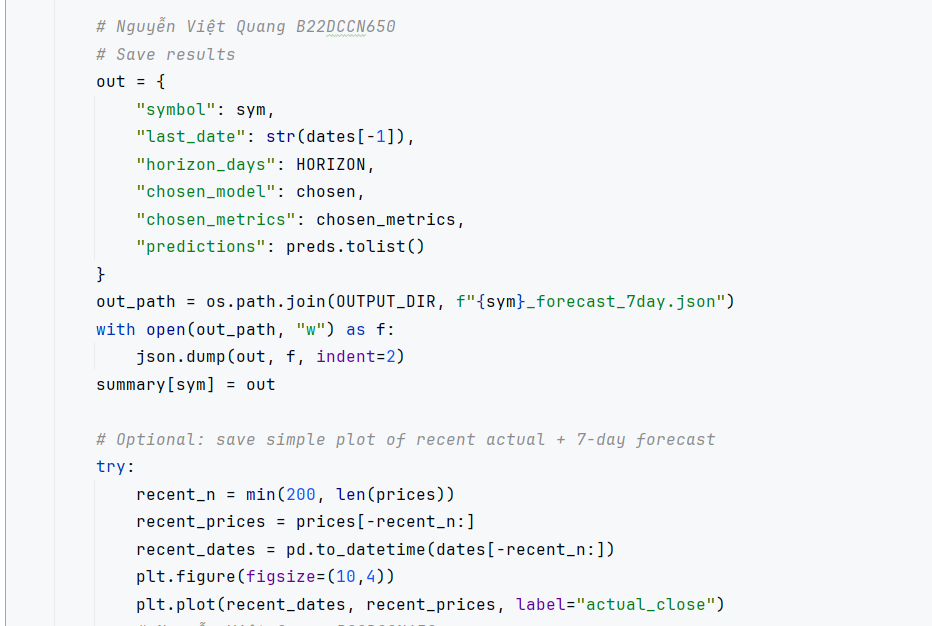 # Nguyễn Việt Quang B22DCCN650
# Save results
out = {
    "symbol": sym,
    "last_date": str(dates[-1]),
    "horizon_days": HORIZON,
    "chosen_model": chosen,
    "chosen_metrics": chosen_metrics,
    "predictions": preds.tolist()
}
out_path = os.path.join(OUTPUT_DIR, f"{sym}_forecast_7day.json")
with open(out_path, "w") as f:
    json.dump(out, f, indent=2)
summary[sym] = out

# Optional: save simple plot of recent actual + 7-day forecast
try:
    recent_n = min(200, len(prices))
    recent_prices = prices[-recent_n:]
    recent_dates = pd.to_datetime(dates[-recent_n:])
    plt.figure(figsize=(10,4))
    plt.plot(recent_dates, recent_prices, label="actual_close")